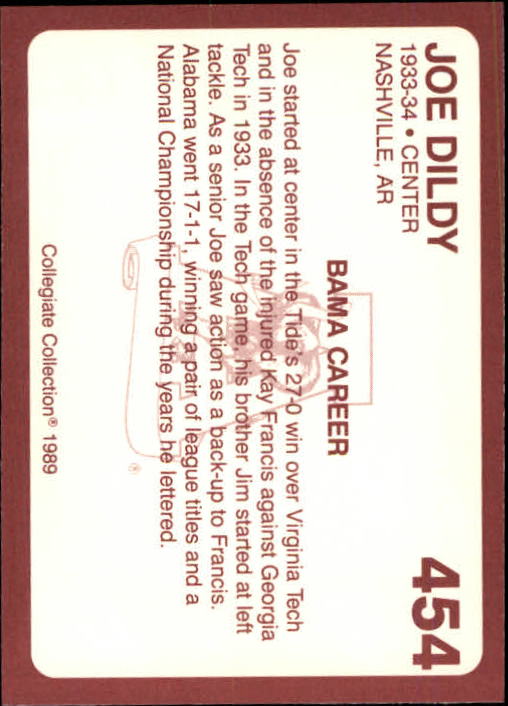 JOE DILDY
454
1933-34 • CENTER
NASHVILLE, AR
BAMA CAREER
Joe started at center in the Tide's 27-0 win over Virginia Tech
and in the absence of the injured Kay Francis against Georgia
Tech in 1933. In the Tech game, his brother Jim started at left
tackle. As a senior Joe saw action as a back-up to Francis.
Alabama went 17-1-1, winning a pair of league titles and a
National Championship during the years he lettered.
®
Collegiate Collection® 1989